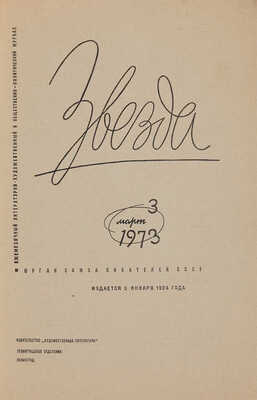 ЕЖЕМЕСЯЧНЫЙ ЛИТЕРАТУРНО-ХУДОЖЕСТВЕННЫЙ И ОБЩЕСТВЕННО-ПОЛИТИЧЕСКИЙ ЖУРНАЛ
Звезда
3
март
1973
ОРГАН СОЮЗА ПИСАТЕЛЕЙ СССР
ИЗДАЕТСЯ С ЯНВАРЯ 1924 ГОДА
ИЗДАТЕЛЬСТВО „ХУДОЖЕСТВЕННАЯ ЛИТЕРАТУРА“
ЛЕНИНГРАДСКОЕ ОТДЕЛЕНИЕ
ЛЕНИНГРАД